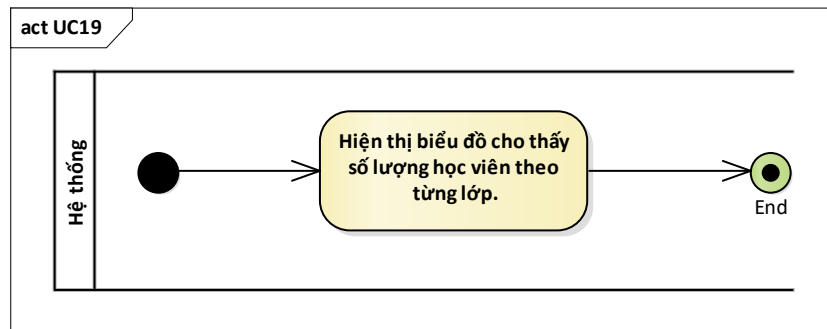 act UC19
Hệ thống
Hiện thị biểu đồ cho thấy
số lượng học viên theo
từng lớp.
End